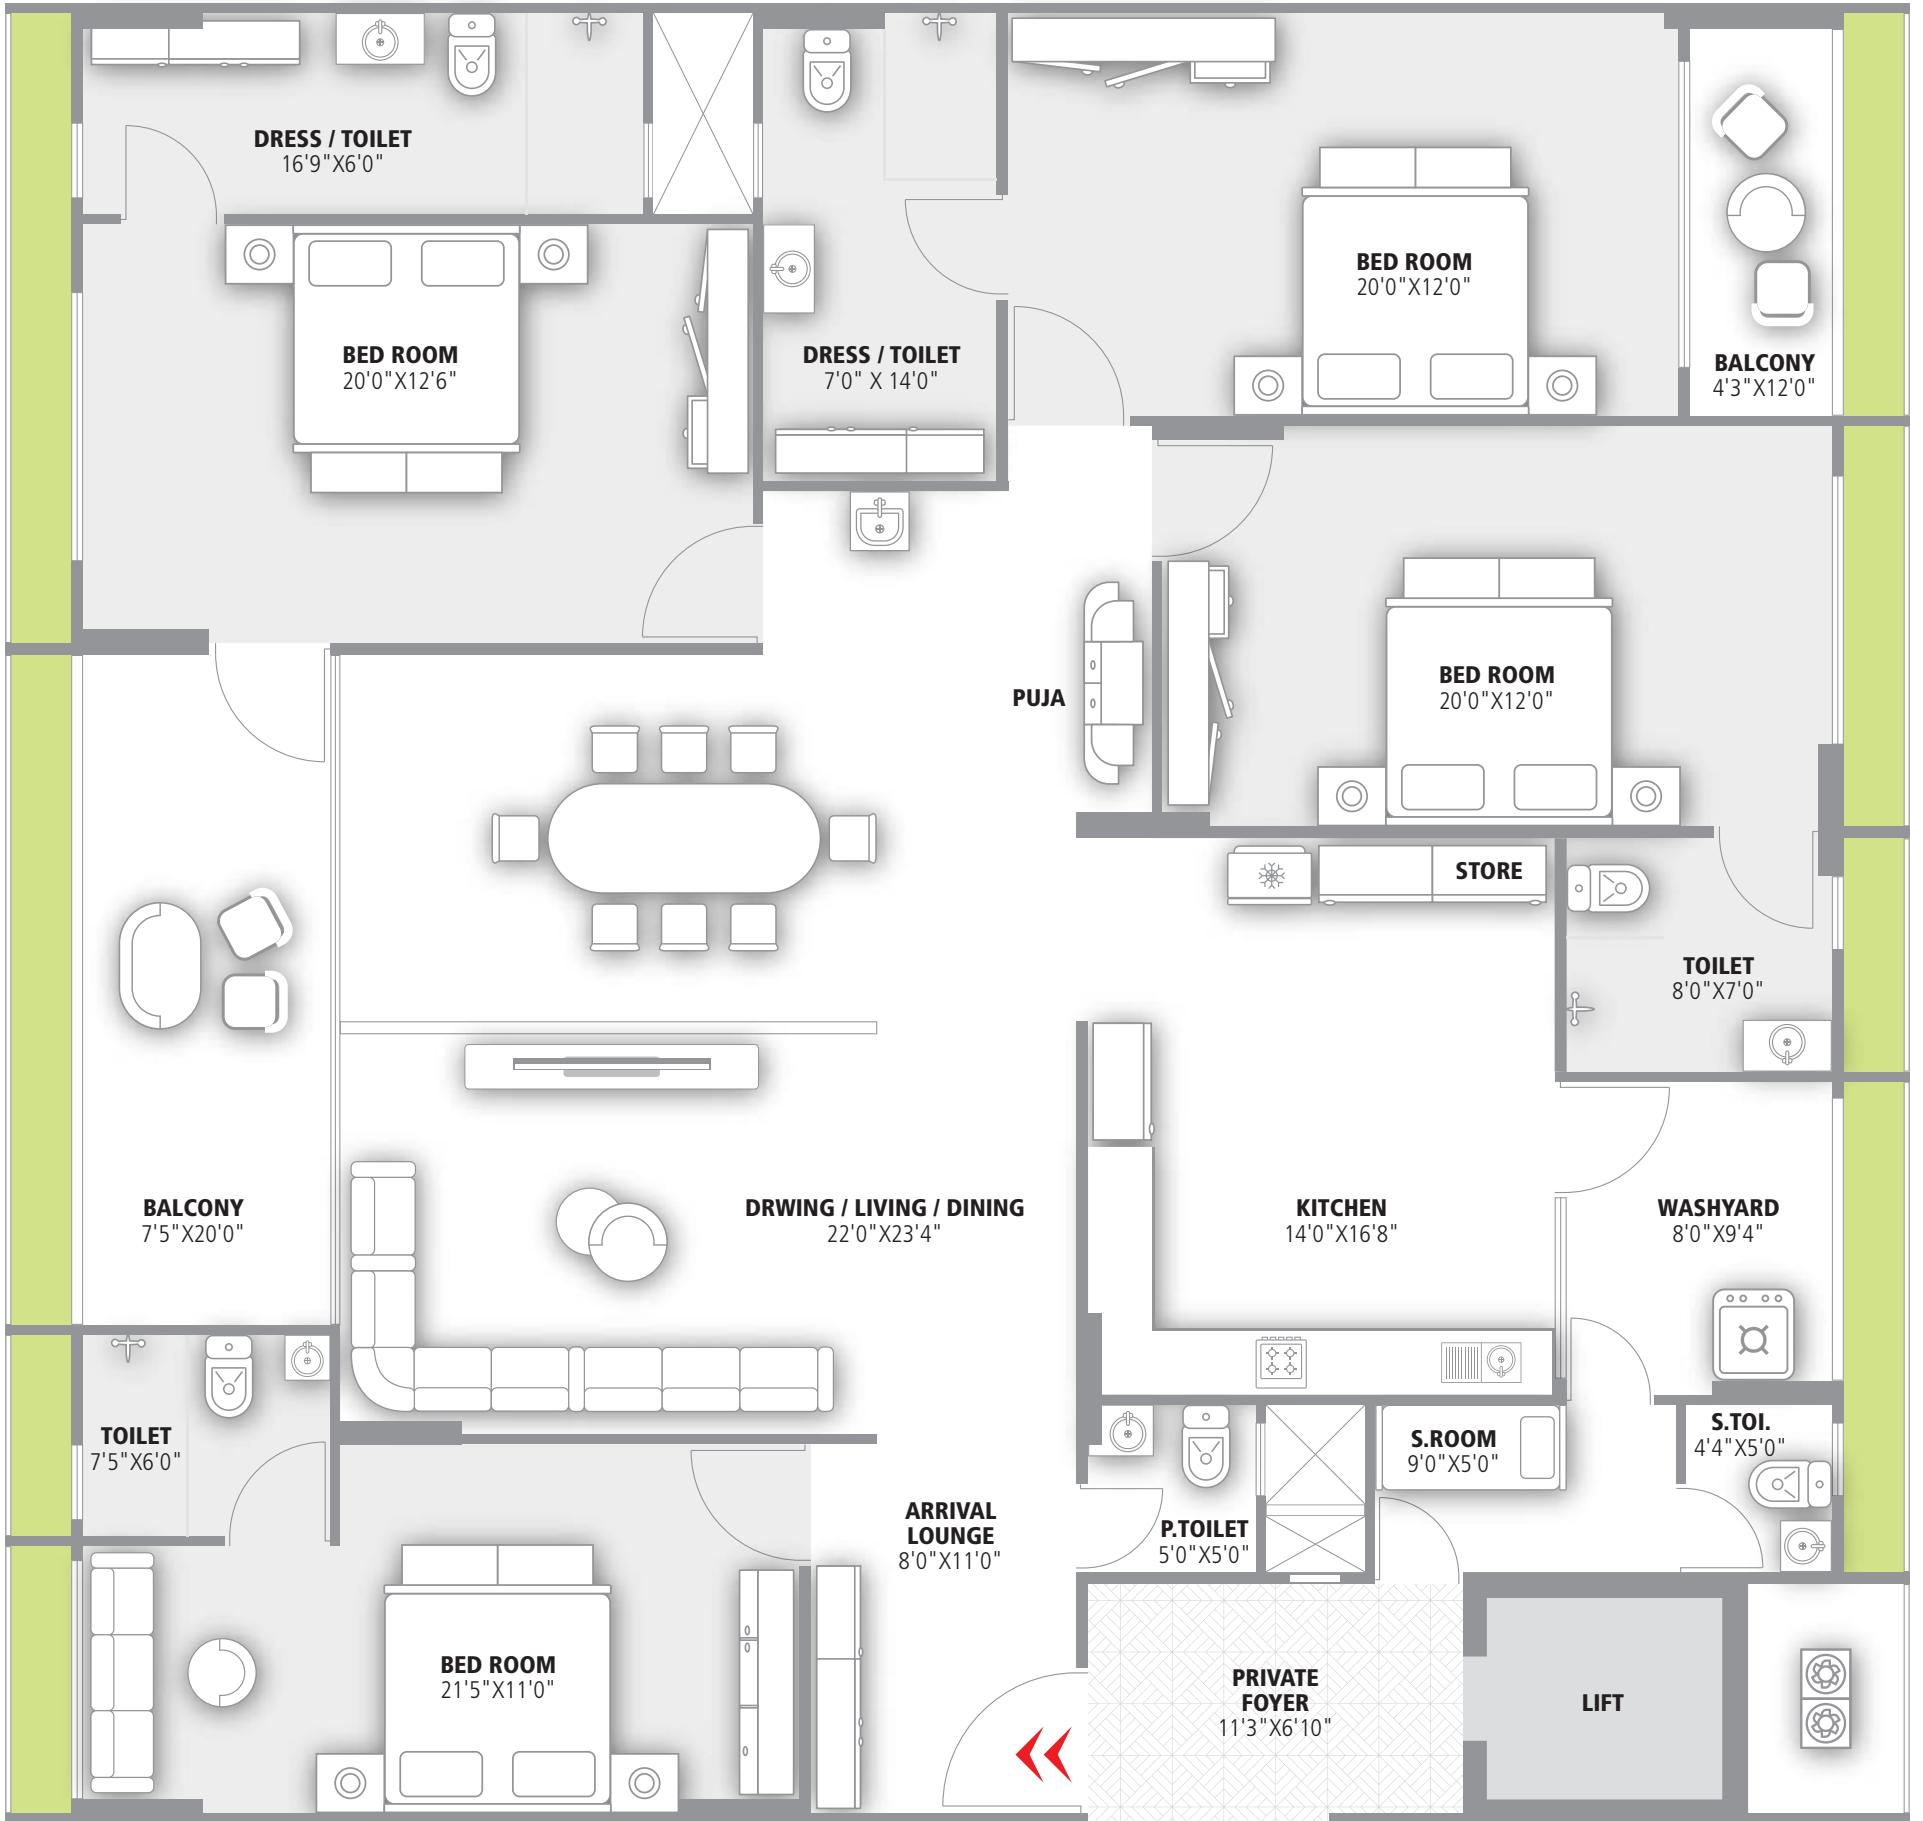 DRESS / TOILET
16'9"X6'0"
BED ROOM
20'0"X12'6"
DRESS / TOILET
7'0" X 14'0"
BED ROOM
20'0"X12'0"
BALCONY
4'3"X12'0"
PUJA
BED ROOM
20'0"X12'0"
STORE
TOILET
8'0"X7'0"
BALCONY
7'5"X20'0"
DRWING / LIVING / DINING
22'0"X23'4"
KITCHEN
14'0"X16'8"
WASHYARD
8'0"X9'4"
TOILET
7'5"X6'0"
S.ROOM
9'0"X5'0"
S.TOI.
4'4"X5'0"
ARRIVAL
LOUNGE
8'0"X11'0"
P.TOILET
5'0"X5'0"
BED ROOM
21'5"X11'0"
PRIVATE
FOYER
11'3"X6'10"
LIFT